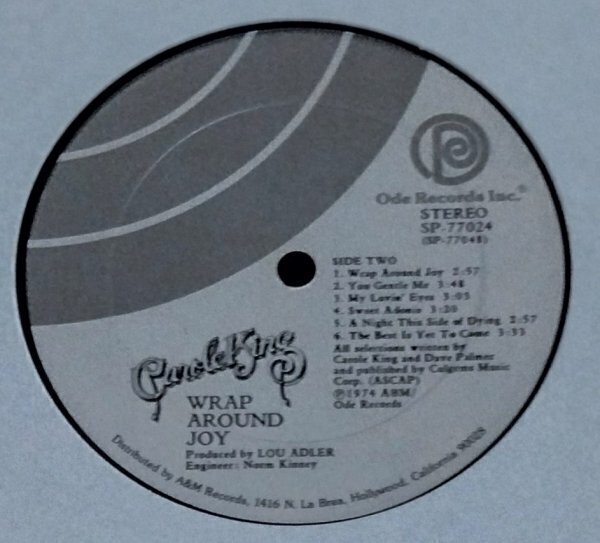 Ode Records Inc.®
STEREO
SP-77024
(SP-77048)
SIDE TWO
1. Wrap Around Joy 2:57
2. You Gentle Me 3:48
3. My Lovin' Eyes 3:05
4. Sweet Adonis 3:20
5. A Night This Side of Dying 2:57
6. The Best Is Yet To Come 3:33
All selections written by
Carole King and Dave Palmer
and published by Colgems Music
Corp. (ASCAP)
℗1974 A&M/
Ode Records
Carole King
WRAP
AROUND
JOY
Produced by LOU ADLER
Engineer: Norm Kinney
Distributed by A&M Records, 1416 N. La Brea, Hollywood, California 90028